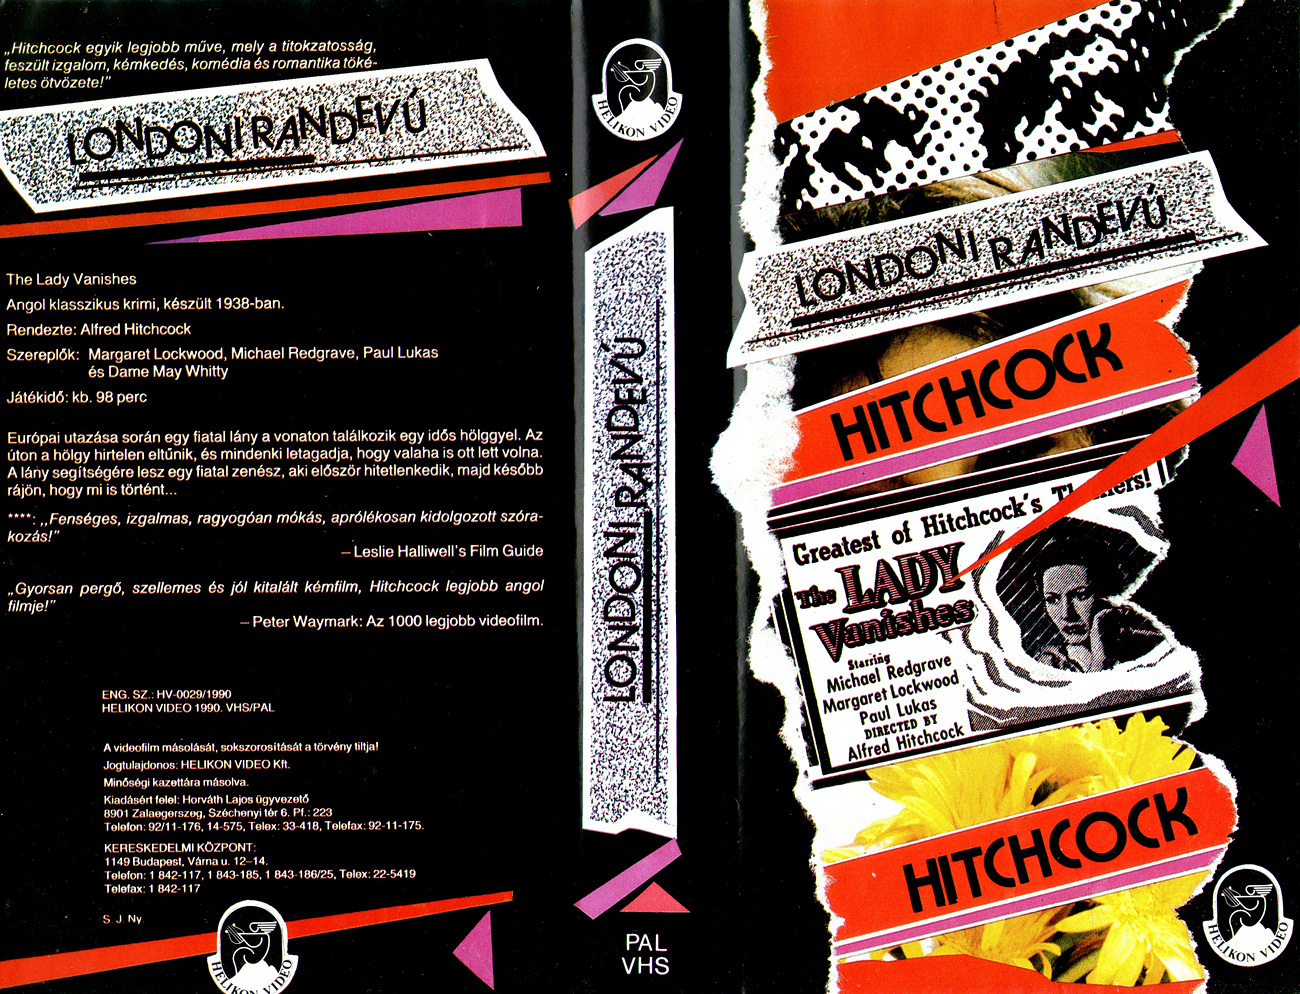 „Hitchcock egyik legjobb műve, mely a titokzatosság,
feszült izgalom, kémkedés, komédia és romantika töké-
letes ötvözete!”
LONDONI RANDEVÚ
The Lady Vanishes
Angol klasszikus krimi, készült 1938-ban.
Rendezte: Alfred Hitchcock
Szereplők: Margaret Lockwood, Michael Redgrave, Paul Lukas
és Dame May Whitty
Játékidő: kb. 98 perc
Európai utazása során egy fiatal lány a vonaton találkozik egy idős hölggyel. Az
úton a hölgy hirtelen eltűnik, és mindenki letagadja, hogy valaha is ott lett volna.
A lány segítségére lesz egy fiatal zenész, aki először hitetlenkedik, majd később
rájön, hogy mi is történt...
****: ,,Fenséges, izgalmas, ragyogóan mókás, aprólékosan kidolgozott szóra-
kozás!”
– Leslie Halliwell's Film Guide
„Gyorsan pergő, szellemes és jól kitalált kémfilm, Hitchcock legjobb angol
filmje!”
– Peter Waymark: Az 1000 legjobb videofilm.
ENG. SZ.: HV-0029/1990
HELIKON VIDEO 1990. VHS/PAL
A videofilm másolását, sokszorosítását a törvény tiltja!
Jogtulajdonos: HELIKON VIDEO Kft.
Minőségi kazettára másolva.
Kiadásért felel: Horváth Lajos ügyvezető
8901 Zalaegerszeg, Széchenyi tér 6. Pf.: 223
Telefon: 92/11-176, 14-575, Telex: 33-418, Telefax: 92-11-175.
KERESKEDELMI KÖZPONT:
1149 Budapest, Várna u. 12–14.
Telefon: 1 842-117, 1 843-185, 1 843-186/25, Telex: 22-5419
Telefax: 1 842-117
S. J. Ny.
HELIKON VIDEO
HELIKON VIDEO
LONDONI RANDEVÚ
PAL
VHS
LONDONI RANDEVÚ
HITCHCOCK
Greatest of Hitchcock's
The LADY
Vanishes
Starring
Michael Redgrave
Margaret Lockwood
Paul Lukas
DIRECTED BY
Alfred Hitchcock
HITCHCOCK
HELIKON VIDEO